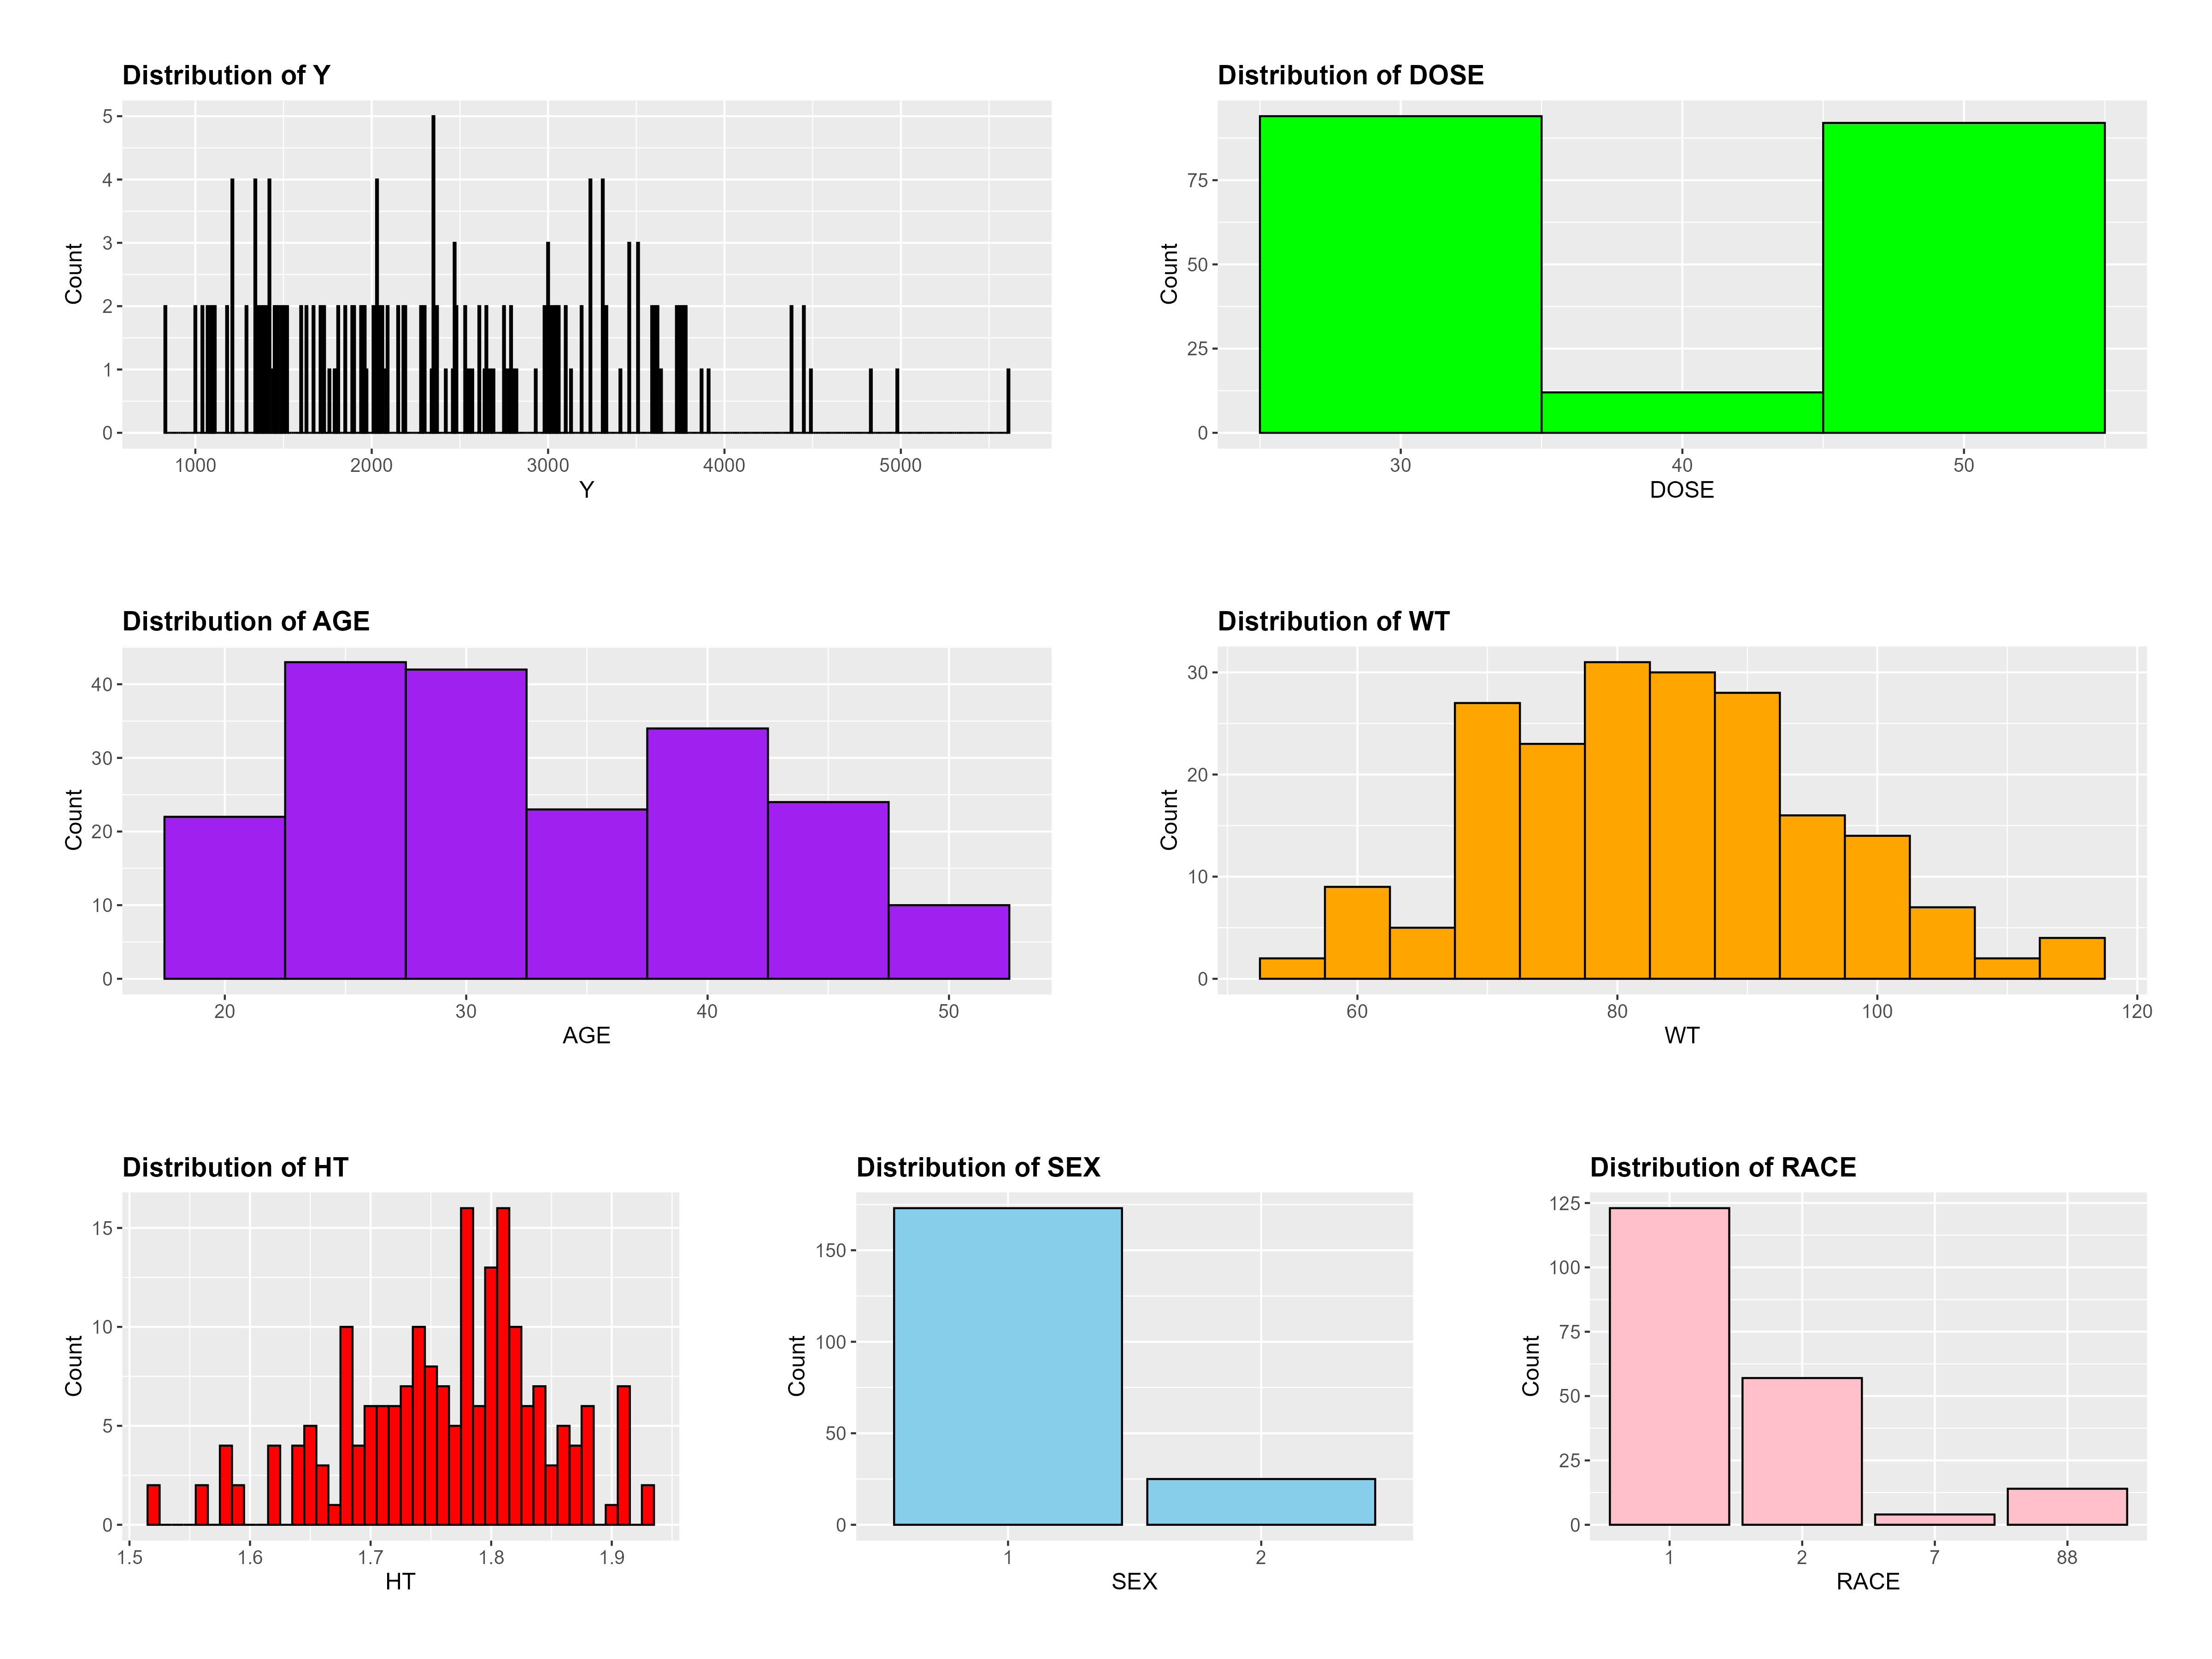 Distribution of Y
5
4
3
2
1
0
Count
1000 2000 3000 4000 5000
Y
Distribution of DOSE
75
50
25
0
Count
30 40 50
DOSE
Distribution of AGE
40
30
20
10
0
Count
20 30 40 50
AGE
Distribution of WT
30
20
10
0
Count
60 80 100 120
WT
Distribution of HT
15
10
5
0
Count
1.5 1.6 1.7 1.8 1.9
HT
Distribution of SEX
150
100
50
0
Count
1 2
SEX
Distribution of RACE
125
100
75
50
25
0
Count
1 2 7 88
RACE